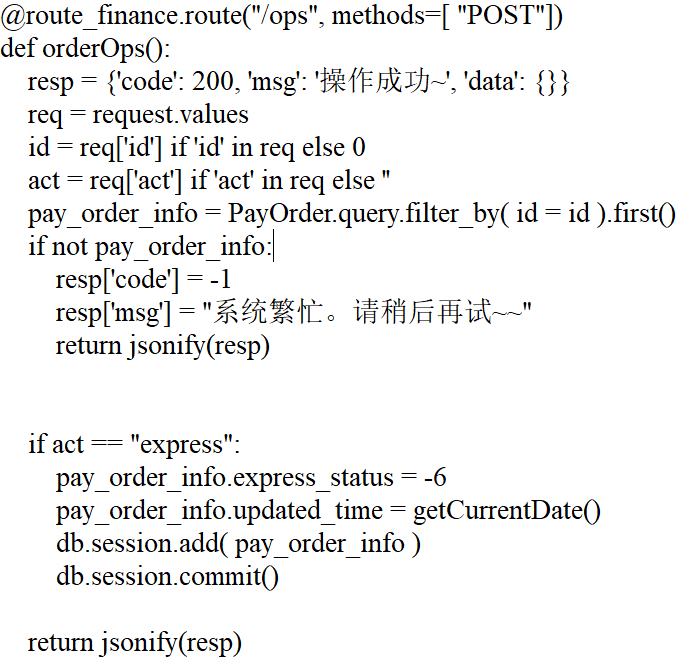 @route_finance.route("/ops", methods=[ "POST"])
def orderOps():
resp = {'code': 200, 'msg': '操作成功~', 'data': {}}
req = request.values
id = req['id'] if 'id' in req else 0
act = req['act'] if 'act' in req else ''
pay_order_info = PayOrder.query.filter_by( id = id ).first()
if not pay_order_info:
resp['code'] = -1
resp['msg'] = "系统繁忙。请稍后再试~~"
return jsonify(resp)
if act == "express":
pay_order_info.express_status = -6
pay_order_info.updated_time = getCurrentDate()
db.session.add( pay_order_info )
db.session.commit()
return jsonify(resp)